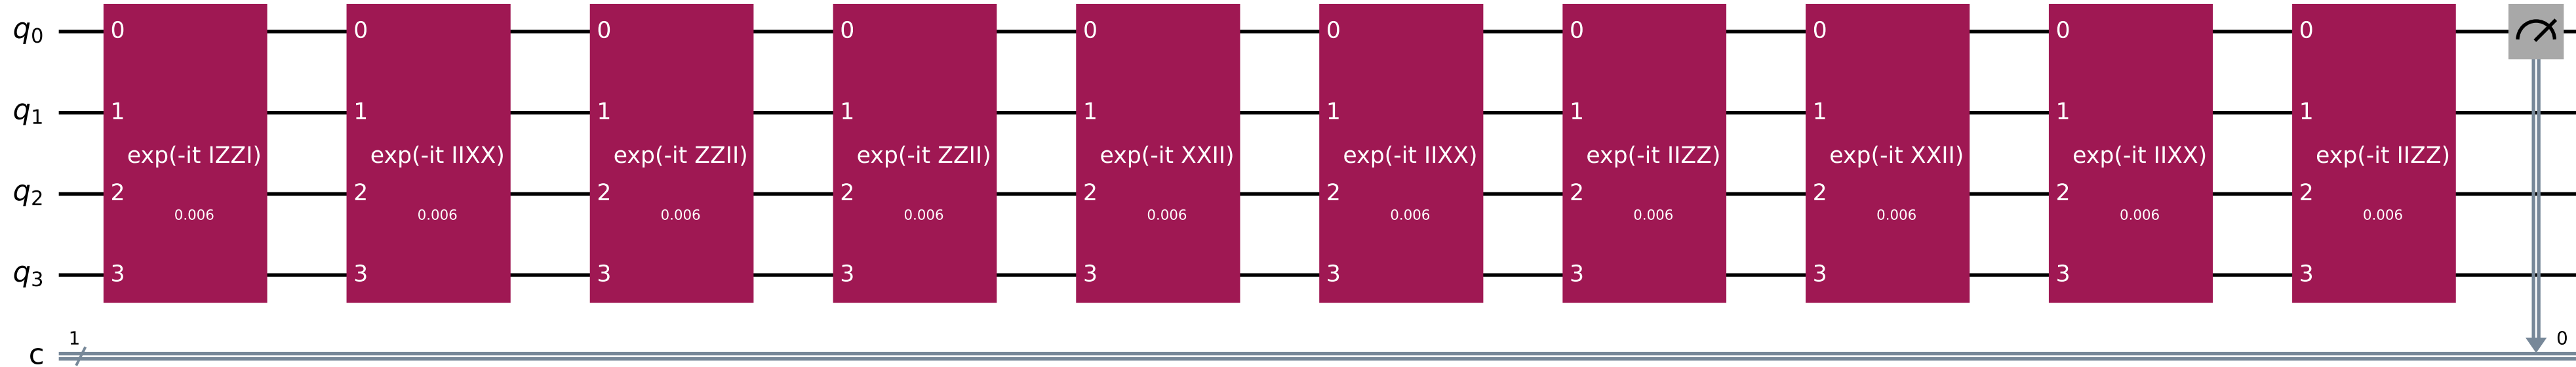 q0 0 0 0 0 0 0 0 0 0 0
q1 1 1 1 1 1 1 1 1 1 1
exp(-it IZZI) exp(-it IIXX) exp(-it ZZII) exp(-it ZZII) exp(-it XXII) exp(-it IIXX) exp(-it IIZZ) exp(-it XXII) exp(-it IIXX) exp(-it IIZZ)
q2 2 2 2 2 2 2 2 2 2 2
0.006 0.006 0.006 0.006 0.006 0.006 0.006 0.006 0.006 0.006
q3 3 3 3 3 3 3 3 3 3 3
1 0
c